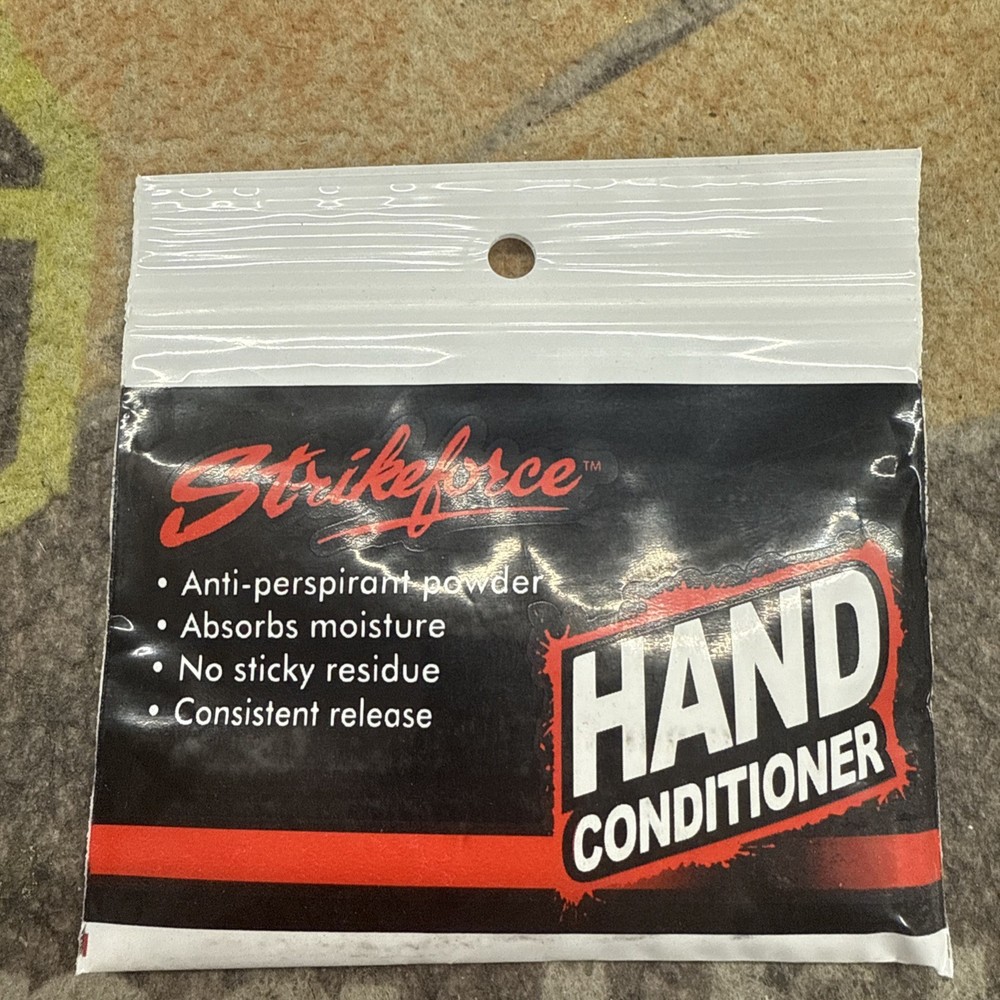 Strikeforce™
• Anti-perspirant powder
• Absorbs moisture
• No sticky residue
• Consistent release
HAND
CONDITIONER